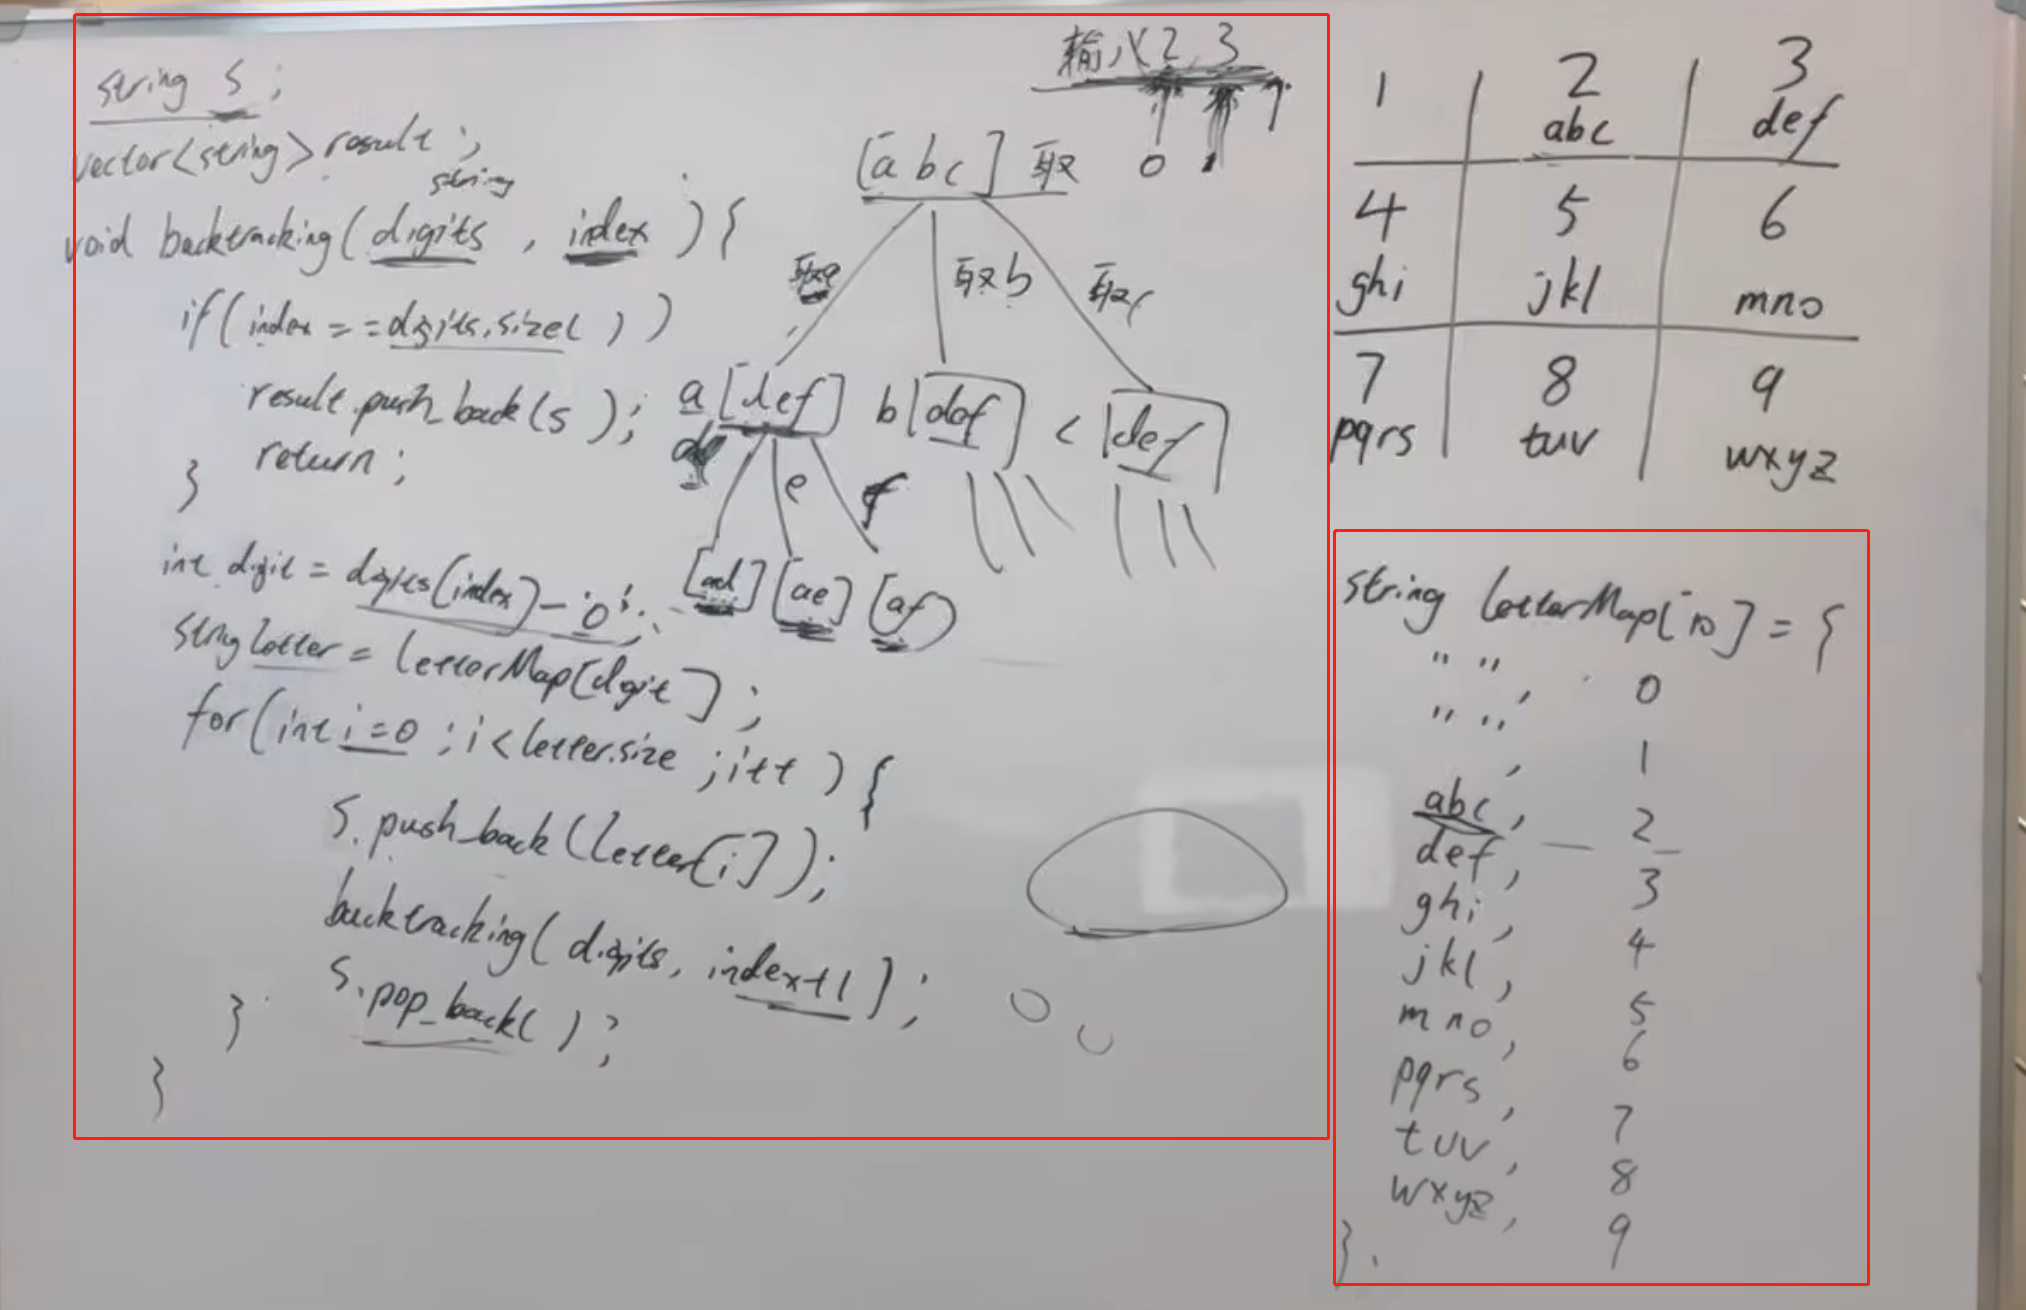 string s ;
vector<string> result ;
string
void backtracking ( digits , index ) {
if ( index == digits.size( ) )
result.push_back(s );
return ;
}
int digit = digits(index) - '0';
string letter = letterMap[digit] ;
for ( int i=0 ; i < letter.size ; i++ ) {
s.push_back (letter[i]);
backtracking( digits, index+1 ) ;
s.pop_back( ) ;
}
}
输入 2, 3
[a bc] 取 0 1
取a 取b 取c
a [def] b [def] c [def]
d e f
[ad] [ae] [af]
1 2 3
abc def
4 5 6
ghi jkl mno
7 8 9
pqrs tuv wxyz
string letterMap[10] = {
" ", 0
" ", 1
abc, 2
def, 3
ghi, 4
jkl, 5
mno, 6
pqrs, 7
tuv, 8
wxyz, 9
}.